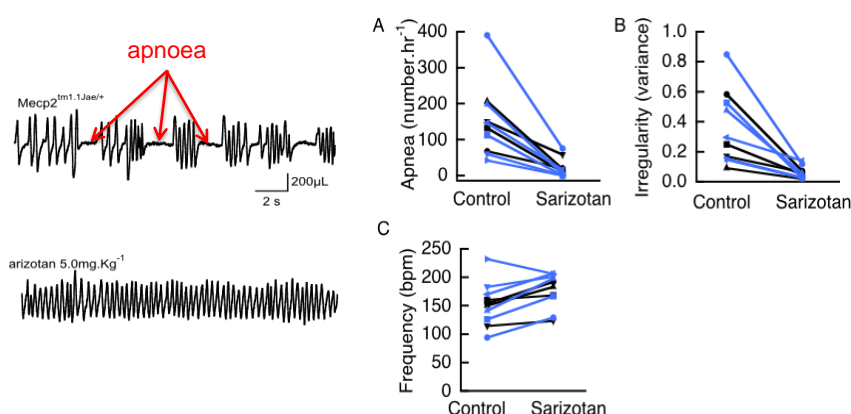 apnoea
Mecp2^tm1.1Jae/+
200µL
2 s
arizotan 5.0mg.Kg^-1
A
Apnea (number.hr^-1)
400
300
200
100
0
Control Sarizotan
B
Irregularity (variance)
1.0
0.8
0.6
0.4
0.2
0.0
Control Sarizotan
C
Frequency (bpm)
250
200
150
100
50
0
Control Sarizotan